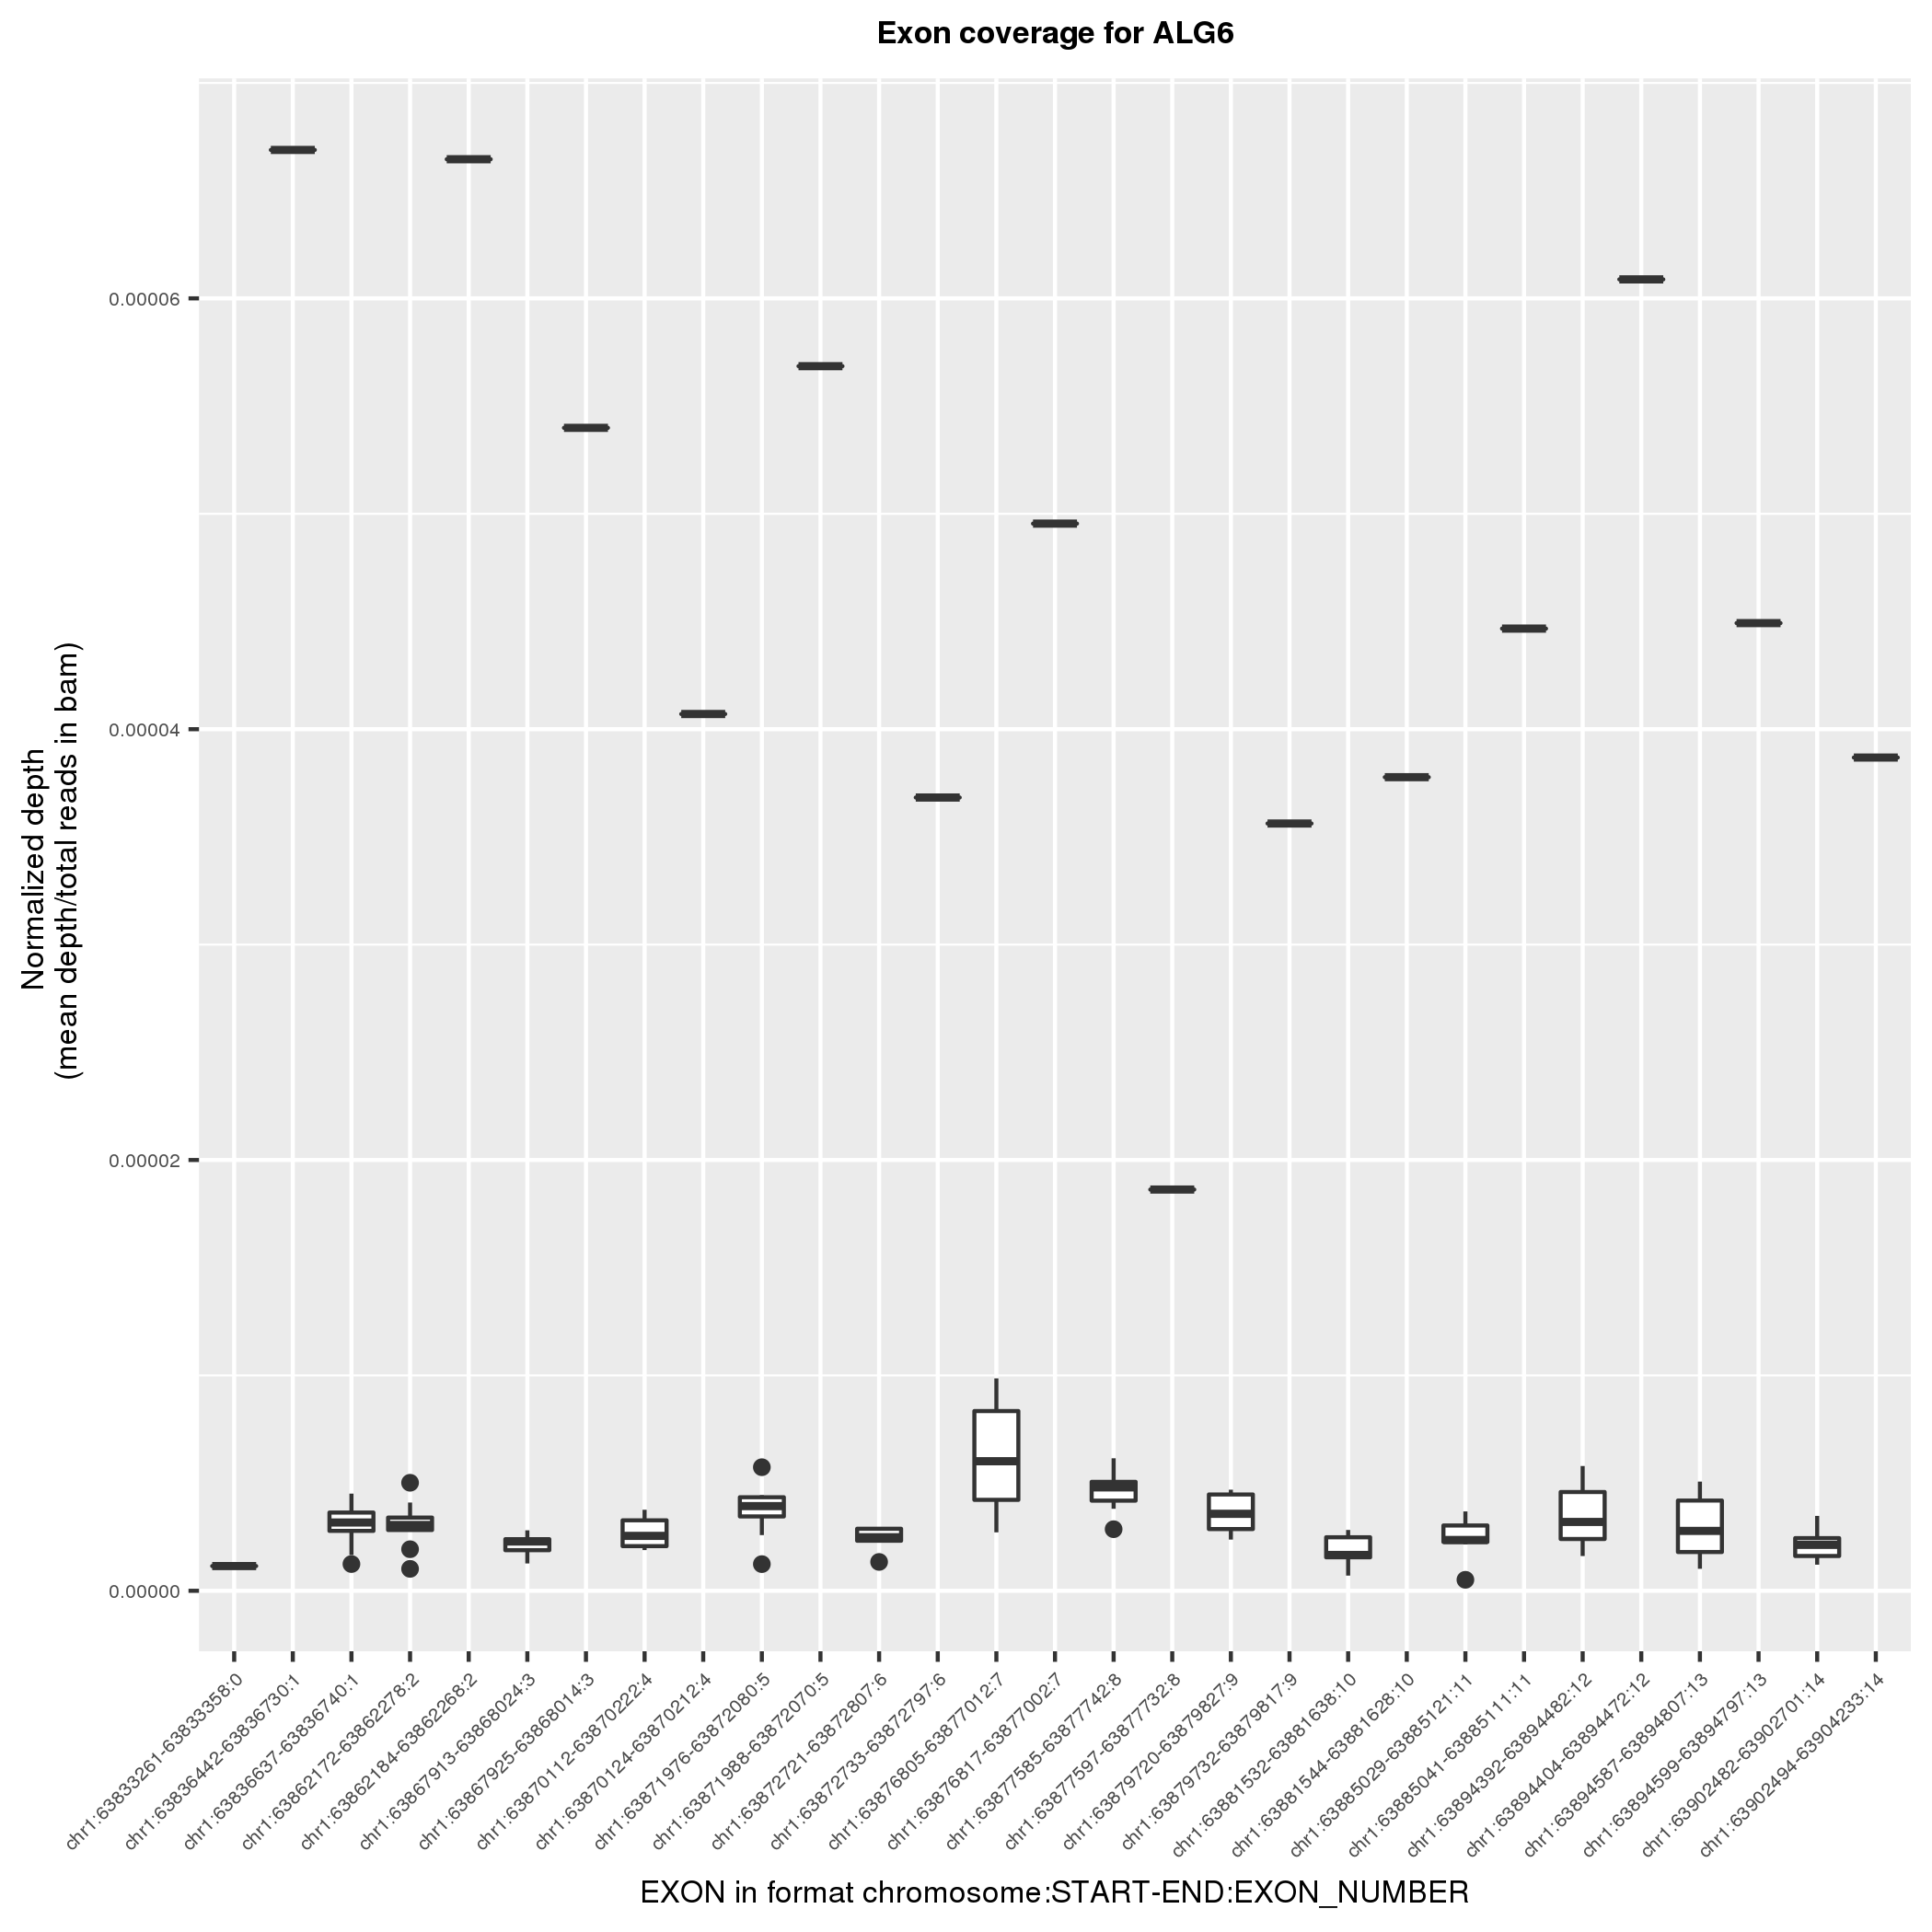 Exon coverage for ALG6
Normalized depth
(mean depth/total reads in bam)
0.00006
0.00004
0.00002
0.00000
chr1:63833261-63833358:0
chr1:63836442-63836730:1
chr1:63836637-63836740:1
chr1:63862172-63862278:2
chr1:63862184-63862268:2
chr1:63867913-63868024:3
chr1:63867925-63868014:3
chr1:63870112-63870222:4
chr1:63870124-63870212:4
chr1:63871976-63872080:5
chr1:63871988-63872070:5
chr1:63872721-63872807:6
chr1:63872733-63872797:6
chr1:63876805-63877012:7
chr1:63876817-63877002:7
chr1:63877585-63877742:8
chr1:63877597-63877732:8
chr1:63879720-63879827:9
chr1:63879732-63879817:9
chr1:63881532-63881638:10
chr1:63881544-63881628:10
chr1:63885029-63885121:11
chr1:63885041-63885111:11
chr1:63894392-63894482:12
chr1:63894404-63894472:12
chr1:63894587-63894807:13
chr1:63894599-63894797:13
chr1:63902482-63902701:14
chr1:63902494-63904233:14
EXON in format chromosome:START-END:EXON_NUMBER